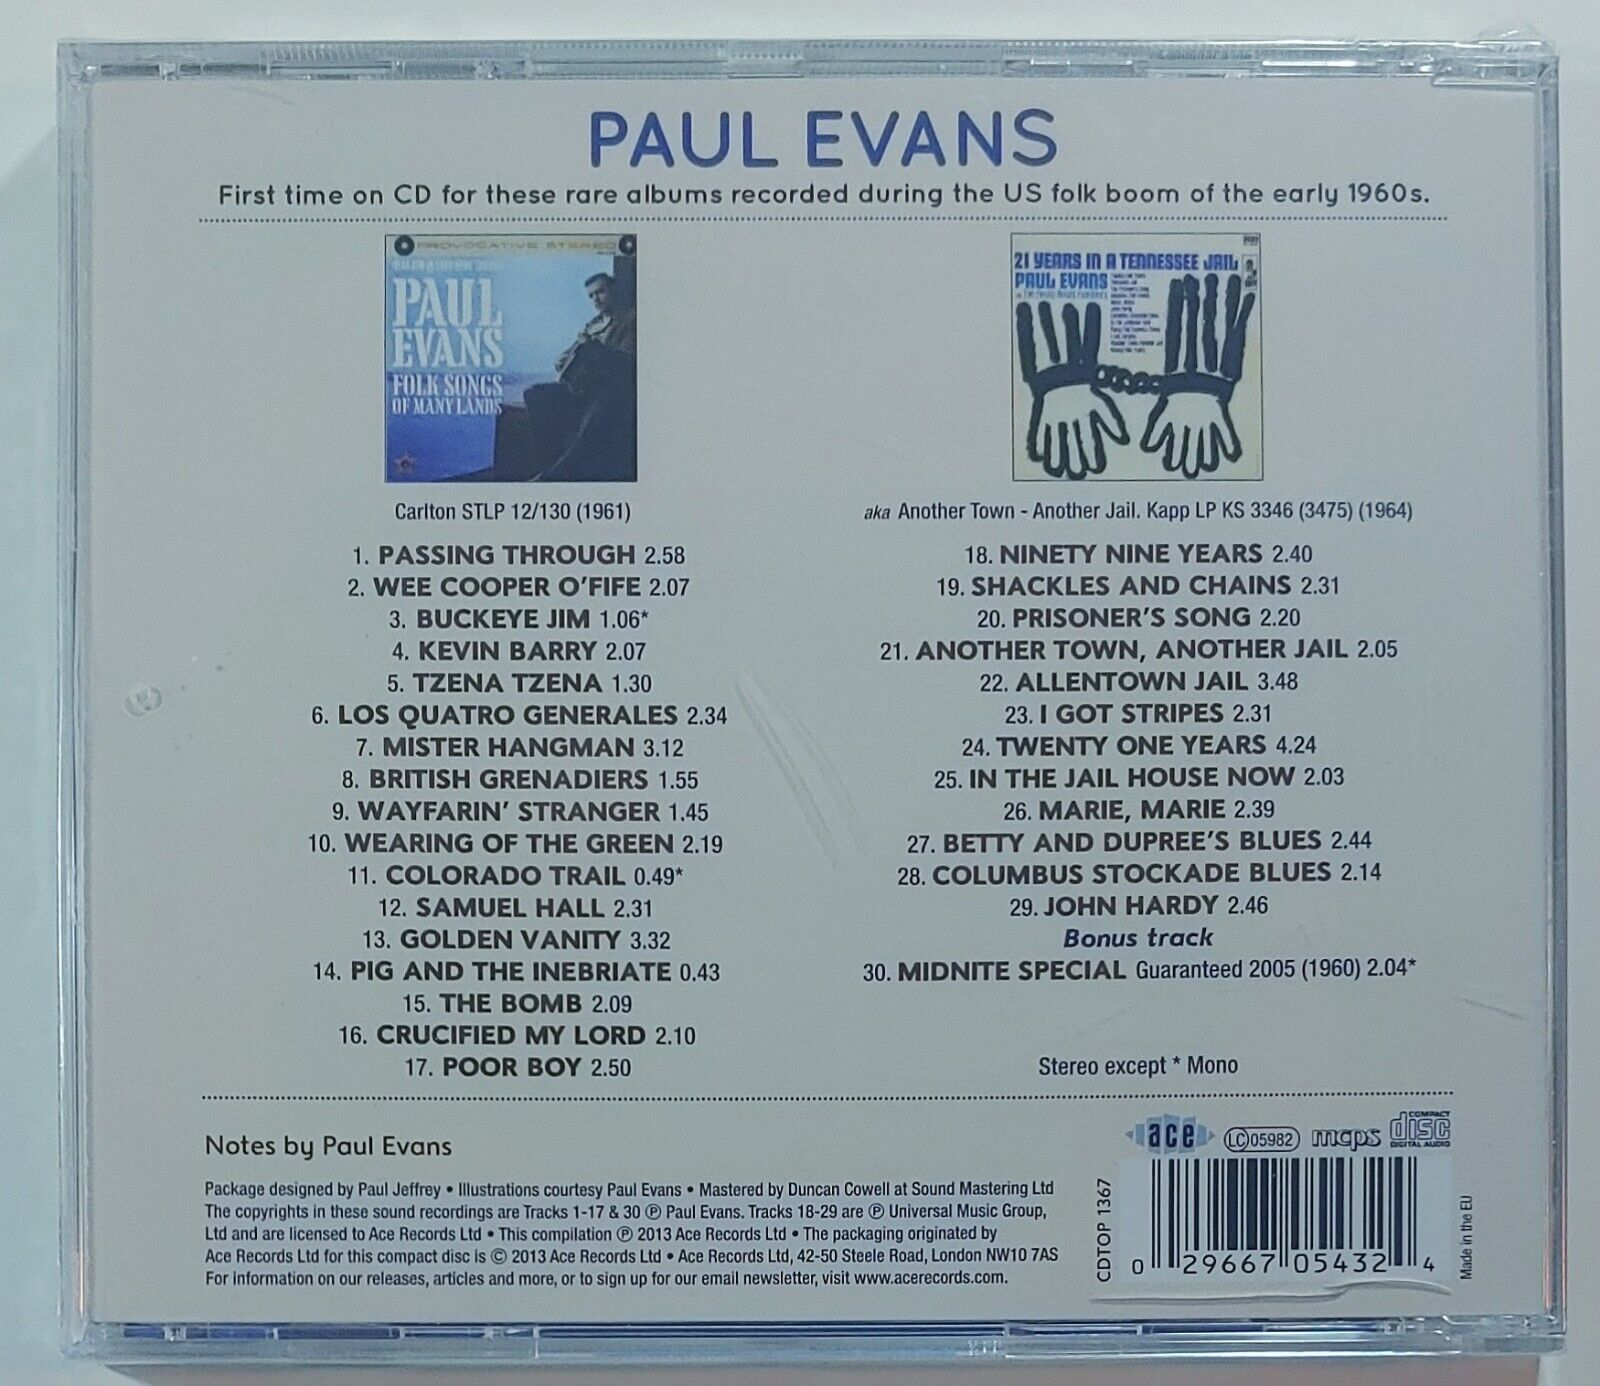 PAUL EVANS
First time on CD for these rare albums recorded during the US folk boom of the early 1960s.
PROVOCATIVE STEREO
PAUL
EVANS
FOLK SONGS
OF MANY LANDS
Carlton STLP 12/130 (1961)
1. PASSING THROUGH 2.58
2. WEE COOPER O'FIFE 2.07
3. BUCKEYE JIM 1.06*
4. KEVIN BARRY 2.07
5. TZENA TZENA 1.30
6. LOS QUATRO GENERALES 2.34
7. MISTER HANGMAN 3.12
8. BRITISH GRENADIERS 1.55
9. WAYFARIN' STRANGER 1.45
10. WEARING OF THE GREEN 2.19
11. COLORADO TRAIL 0.49*
12. SAMUEL HALL 2.31
13. GOLDEN VANITY 3.32
14. PIG AND THE INEBRIATE 0.43
15. THE BOMB 2.09
16. CRUCIFIED MY LORD 2.10
17. POOR BOY 2.50
21 YEARS IN A TENNESSEE JAIL
PAUL EVANS
aka Another Town - Another Jail. Kapp LP KS 3346 (3475) (1964)
18. NINETY NINE YEARS 2.40
19. SHACKLES AND CHAINS 2.31
20. PRISONER'S SONG 2.20
21. ANOTHER TOWN, ANOTHER JAIL 2.05
22. ALLENTOWN JAIL 3.48
23. I GOT STRIPES 2.31
24. TWENTY ONE YEARS 4.24
25. IN THE JAIL HOUSE NOW 2.03
26. MARIE, MARIE 2.39
27. BETTY AND DUPREE'S BLUES 2.44
28. COLUMBUS STOCKADE BLUES 2.14
29. JOHN HARDY 2.46
Bonus track
30. MIDNITE SPECIAL Guaranteed 2005 (1960) 2.04*
Stereo except * Mono
Notes by Paul Evans
Package designed by Paul Jeffrey • Illustrations courtesy Paul Evans • Mastered by Duncan Cowell at Sound Mastering Ltd
The copyrights in these sound recordings are Tracks 1-17 & 30 ℗ Paul Evans. Tracks 18-29 are ℗ Universal Music Group,
Ltd and are licensed to Ace Records Ltd • This compilation ℗ 2013 Ace Records Ltd • The packaging originated by
Ace Records Ltd for this compact disc is © 2013 Ace Records Ltd • Ace Records Ltd, 42-50 Steele Road, London NW10 7AS
For information on our releases, articles and more, or to sign up for our email newsletter, visit www.acerecords.com.
ace
LC 05982
mcps
COMPACT
disc
DIGITAL AUDIO
CDTOP 1367
0 29667 05432 4
Made in the EU